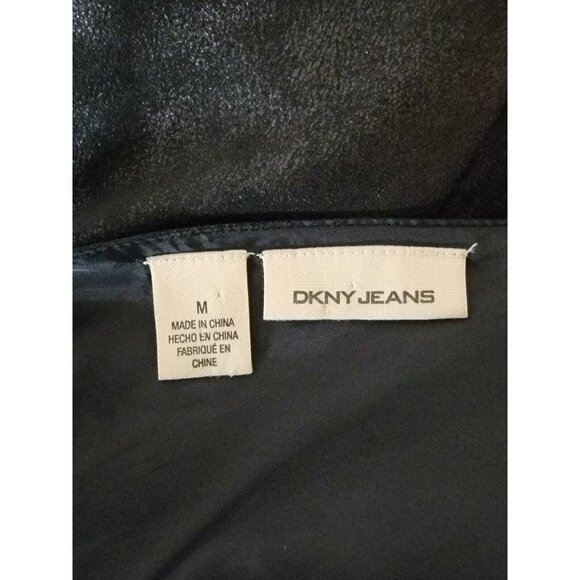 M
MADE IN CHINA
HECHO EN CHINA
FABRIQUÉ EN
CHINE
DKNY JEANS